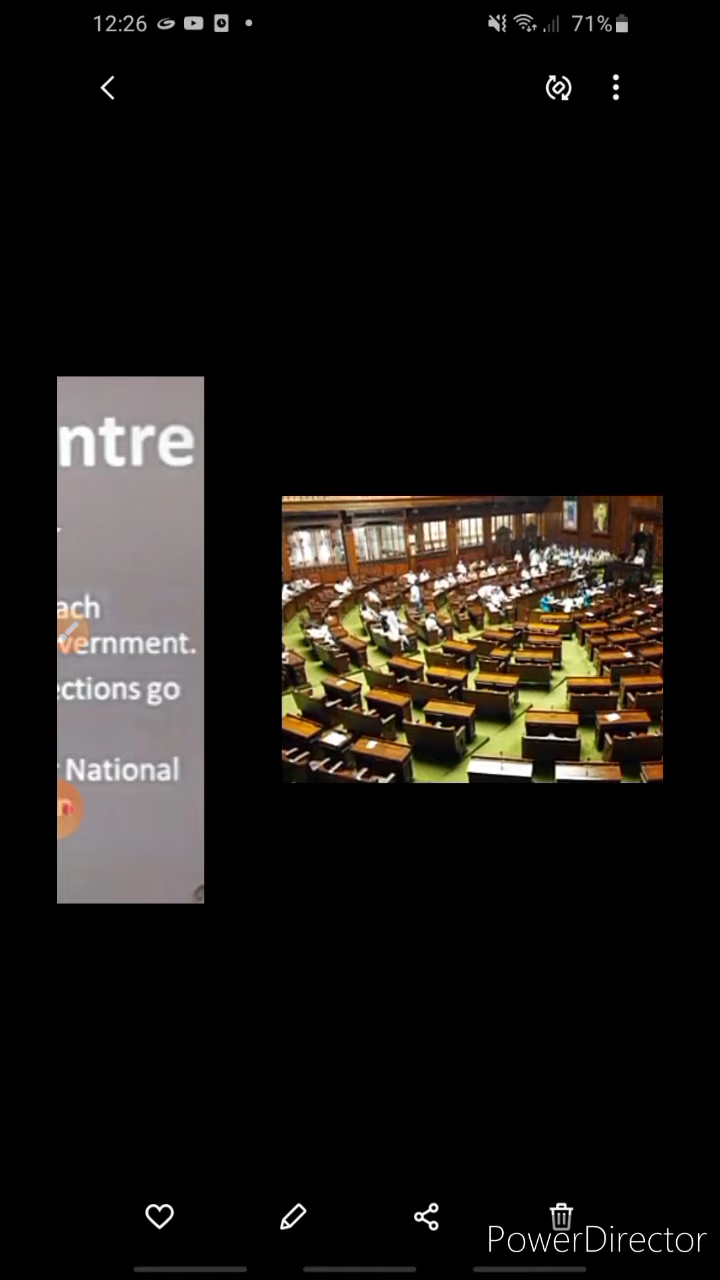 12:26
71%
ntre
ach
vernment.
ections go
National
n
PowerDirector